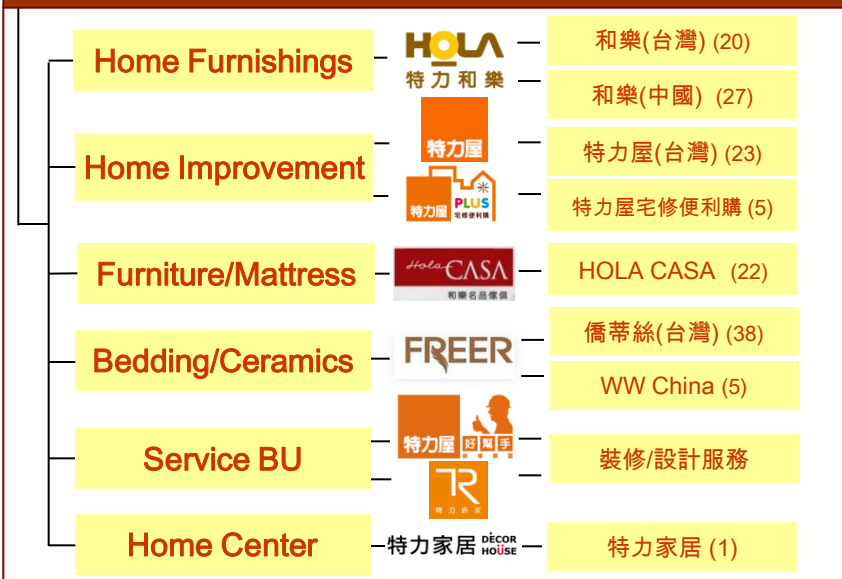 Home Furnishings
HOLA
特力和樂
和樂(台灣) (20)
和樂(中國) (27)
Home Improvement
特力屋
特力屋(台灣) (23)
特力屋
PLUS
宅修便利購
特力屋宅修便利購 (5)
Furniture/Mattress
Hola CASA
和樂名品傢俱
HOLA CASA (22)
Bedding/Ceramics
FREER
僑蒂絲(台灣) (38)
WW China (5)
Service BU
特力屋
好幫手
TR
特力廚家
裝修/設計服務
Home Center
特力家居 DÉCOR
HOÜSE
特力家居 (1)